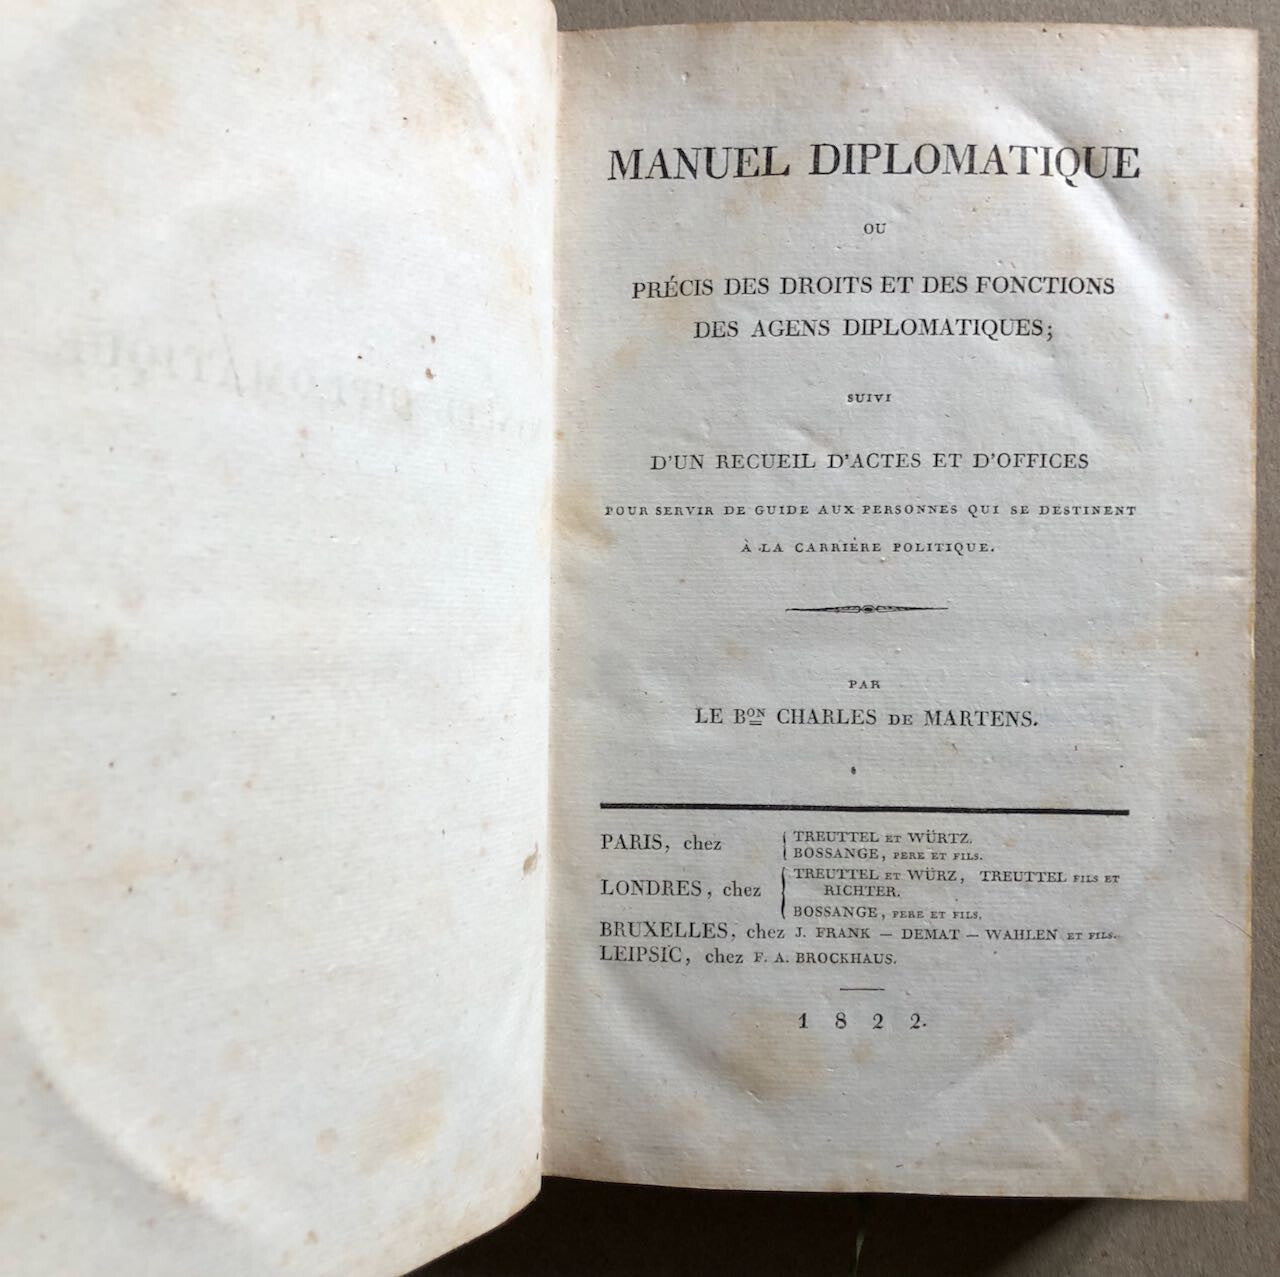 MANUEL DIPLOMATIQUE
OU
PRÉCIS DES DROITS ET DES FONCTIONS
DES AGENS DIPLOMATIQUES;
SUIVI
D'UN RECUEIL D'ACTES ET D'OFFICES
POUR SERVIR DE GUIDE AUX PERSONNES QUI SE DESTINENT
À LA CARRIÈRE POLITIQUE.
PAR
LE BON CHARLES DE MARTENS.
PARIS, chez { TREUTTEL ET WÜRTZ.
BOSSANGE, PERE ET FILS.
LONDRES, chez { TREUTTEL ET WÜRZ, TREUTTEL FILS ET
RICHTER.
BOSSANGE, PERE ET FILS.
BRUXELLES, chez J. FRANK — DEMAT — WAHLEN ET FILS.
LEIPSIC, chez F. A. BROCKHAUS.
1822.